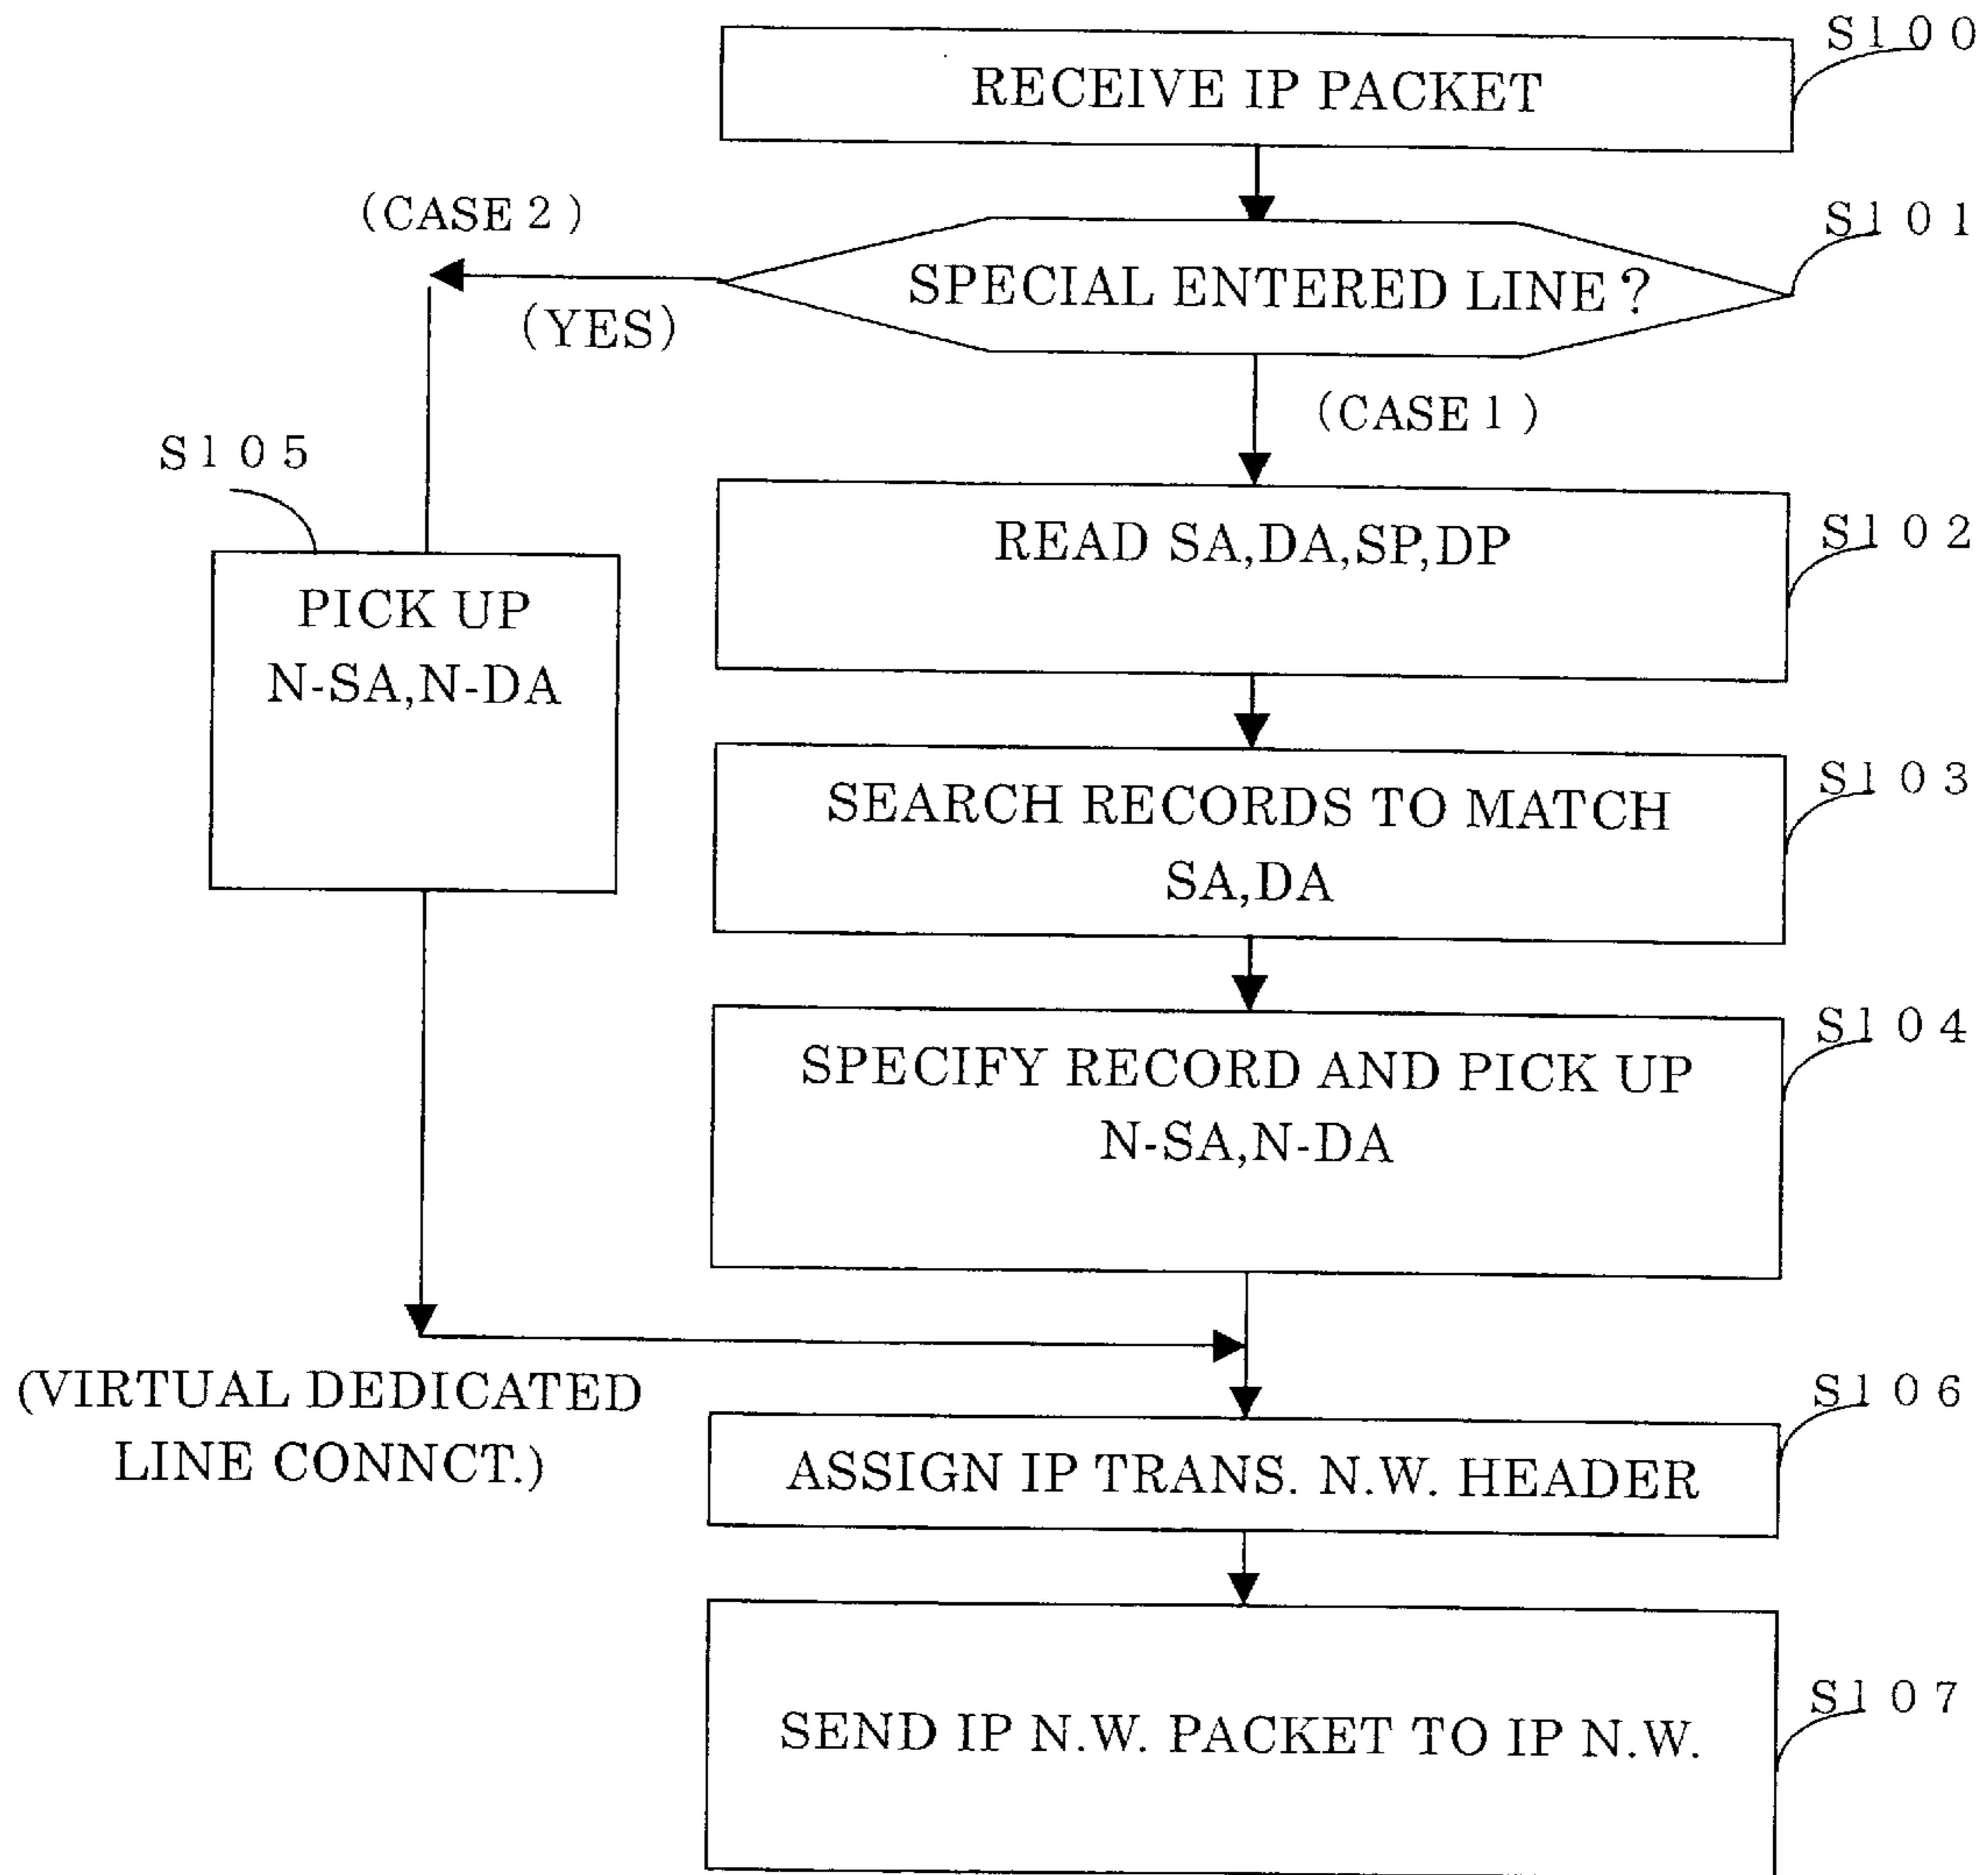 S100
RECEIVE IP PACKET
(CASE 2)
S101
SPECIAL ENTERED LINE?
(YES)
(CASE 1)
S105
S102
READ SA,DA,SP,DP
PICK UP
N-SA,N-DA
S103
SEARCH RECORDS TO MATCH
SA,DA
S104
SPECIFY RECORD AND PICK UP
N-SA,N-DA
(VIRTUAL DEDICATED
LINE CONNCT.)
S106
ASSIGN IP TRANS. N.W. HEADER
S107
SEND IP N.W. PACKET TO IP N.W.